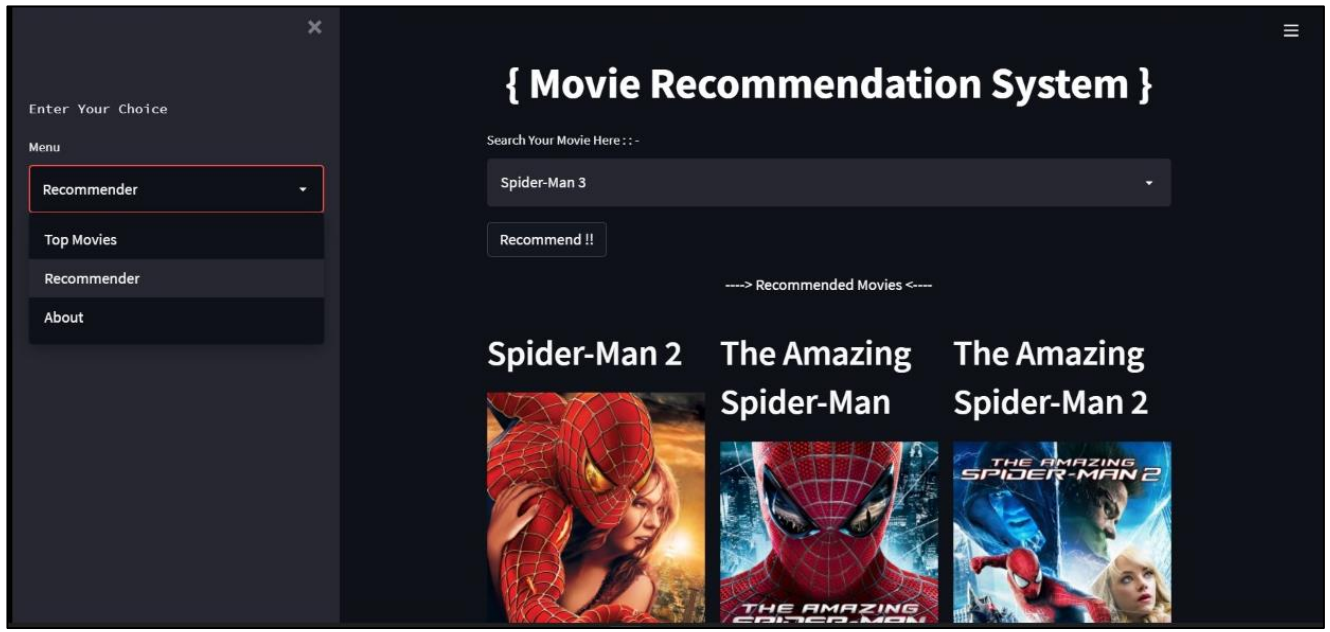 Enter Your Choice
Menu
Recommender
Top Movies
Recommender
About
{ Movie Recommendation System }
Search Your Movie Here : : -
Spider-Man 3
Recommend !!
----> Recommended Movies <----
Spider-Man 2
The Amazing
Spider-Man
The Amazing
Spider-Man 2
THE AMAZING
SPIDER-MAN
THE AMAZING
SPIDER-MAN 2